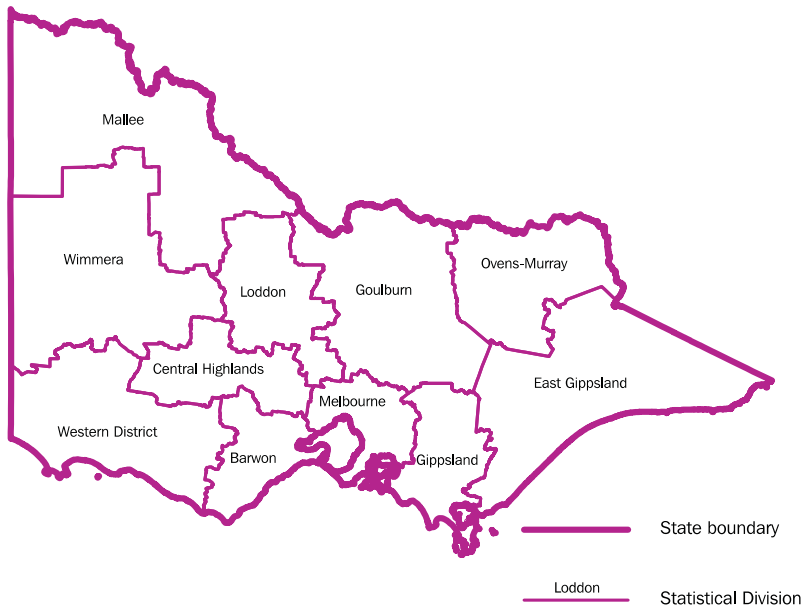 Mallee
Wimmera
Loddon
Goulburn
Ovens-Murray
Central Highlands
Melbourne
East Gippsland
Western District
Barwon
Gippsland
State boundary
Loddon
Statistical Division